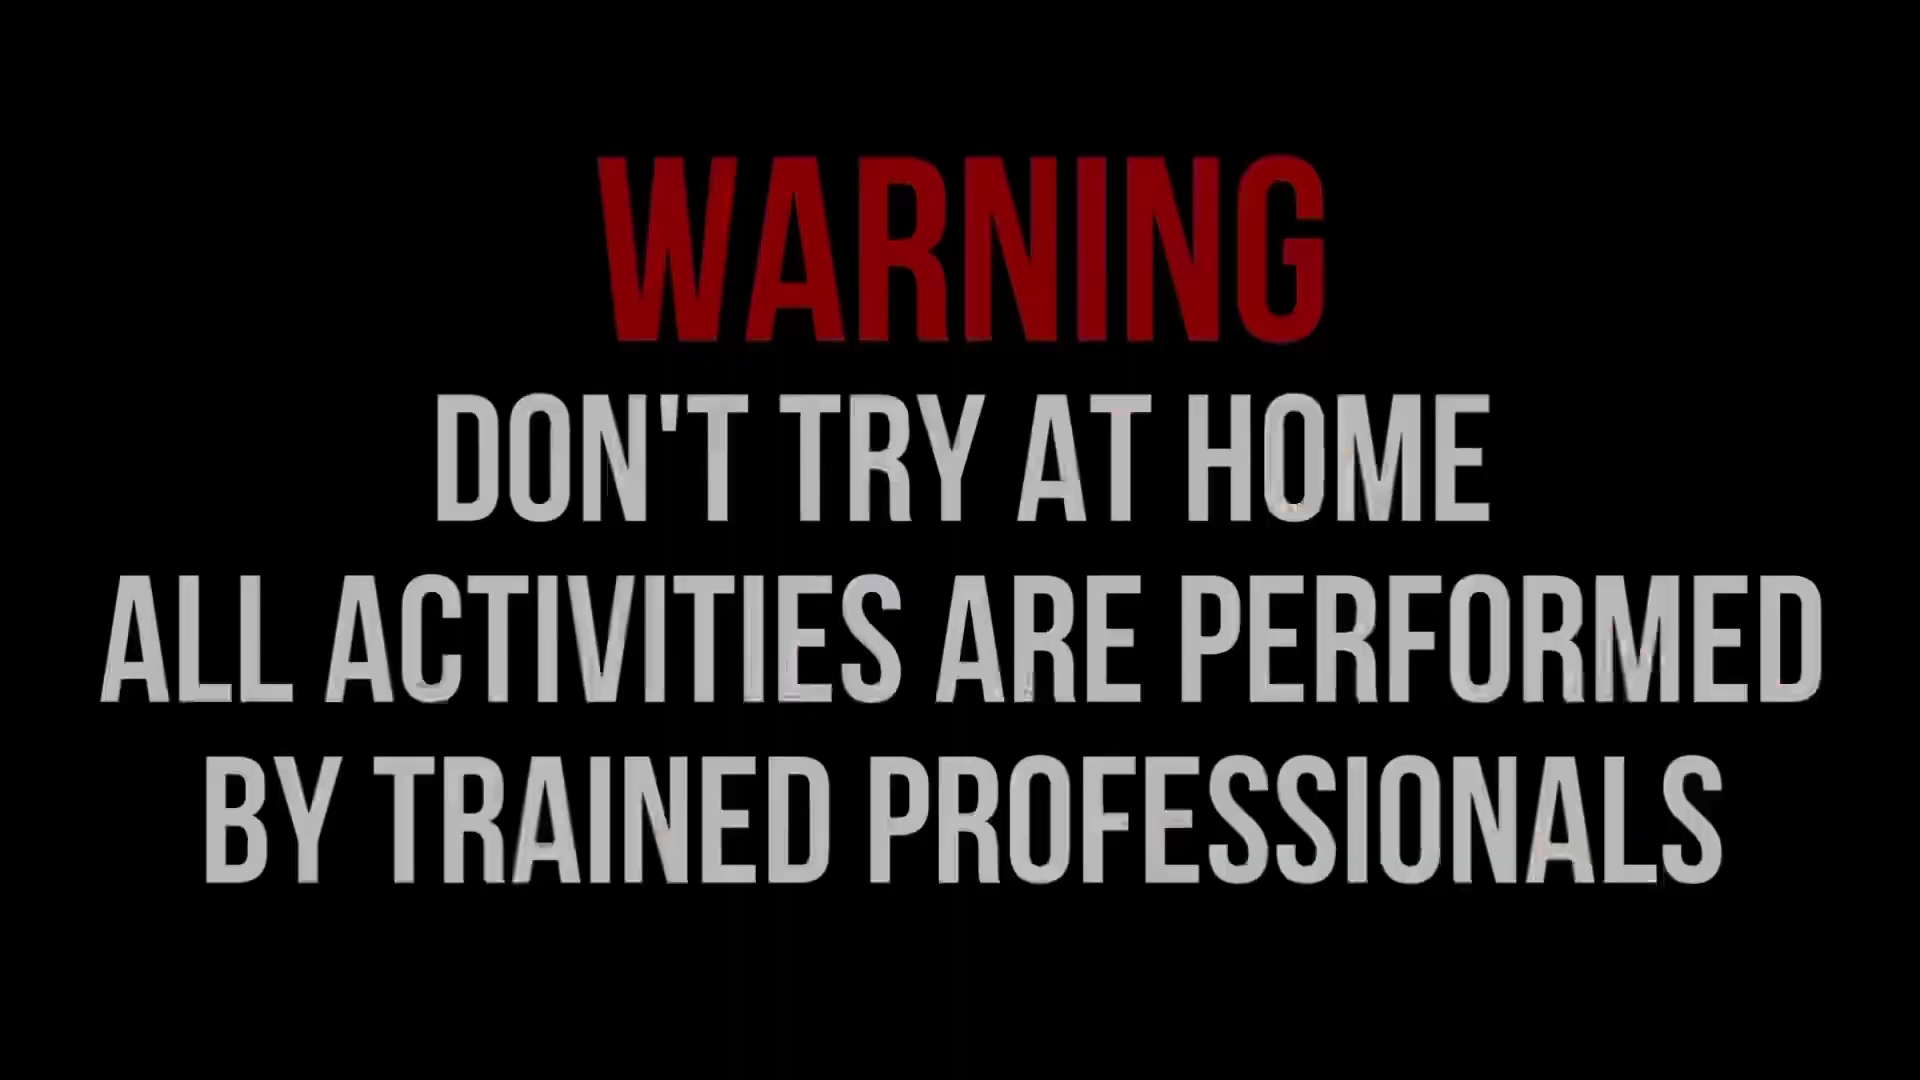 WARNING
DON'T TRY AT HOME
ALL ACTIVITIES ARE PERFORMED
BY TRAINED PROFESSIONALS